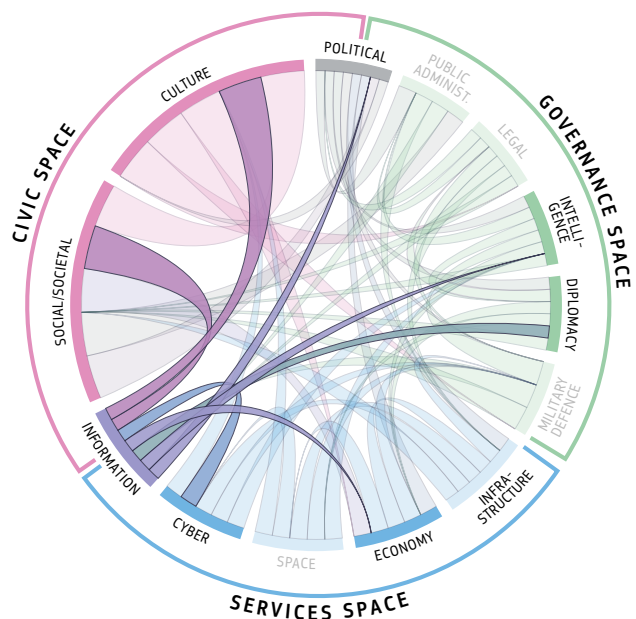 POLITICAL
PUBLIC
ADMINIST.
LEGAL
INTELLI-
GENCE
DIPLOMACY
MILITARY
DEFENCE
INFRA-
STRUCTURE
ECONOMY
SPACE
CYBER
INFORMATION
SOCIAL/SOCIETAL
CULTURE
CIVIC SPACE
GOVERNANCE SPACE
SERVICES SPACE